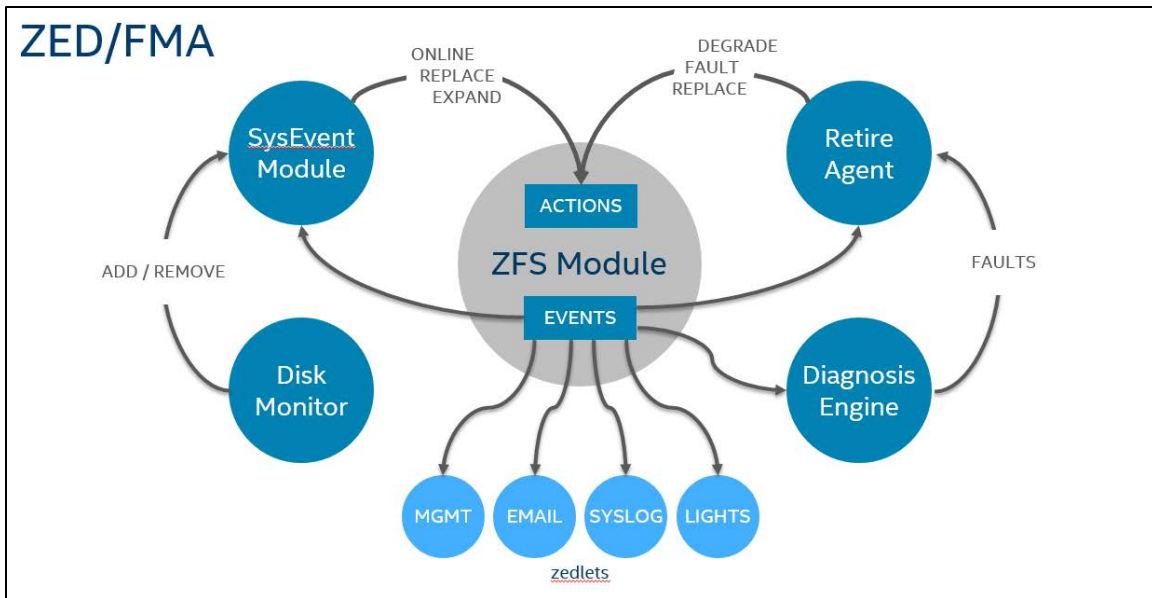 ZED/FMA
ONLINE
REPLACE
EXPAND
DEGRADE
FAULT
REPLACE
SysEvent
Module
Retire
Agent
ACTIONS
ZFS Module
ADD / REMOVE
FAULTS
EVENTS
Disk
Monitor
Diagnosis
Engine
MGMT
EMAIL
SYSLOG
LIGHTS
zedlets